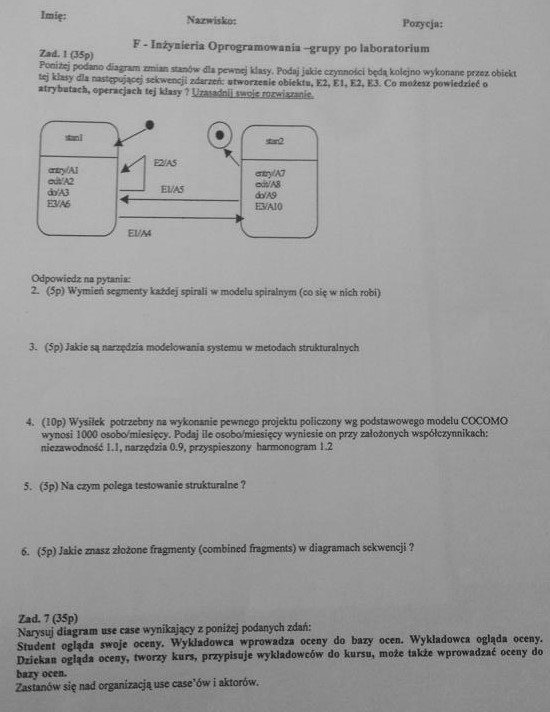 Imię: Nazwisko: Pozycja:
F - Inżynieria Oprogramowania –grupy po laboratorium
Zad. 1 (35p)
Poniżej podano diagram zmian stanów dla pewnej klasy. Podaj jakie czynności będą kolejno wykonane przez obiekt
tej klasy dla następującej sekwencji zdarzeń: utworzenie obiektu, E2, E1, E2, E3. Co możesz powiedzieć o
atrybutach, operacjach tej klasy ? Uzasadnij swoje rozwiązanie.
stan1
entry/A1
exit/A2
do/A3
E3/A6
E2/A5
E1/A5
E1/A4
stan2
entry/A7
exit/A8
do/A9
E3/A10
Odpowiedz na pytania:
2. (5p) Wymień segmenty każdej spirali w modelu spiralnym (co się w nich robi)
3. (5p) Jakie są narzędzia modelowania systemu w metodach strukturalnych
4. (10p) Wysiłek potrzebny na wykonanie pewnego projektu policzony wg podstawowego modelu COCOMO
wynosi 1000 osobo/miesięcy. Podaj ile osobo/miesięcy wyniesie on przy założonych współczynnikach:
niezawodność 1.1, narzędzia 0.9, przyspieszony harmonogram 1.2
5. (5p) Na czym polega testowanie strukturalne ?
6. (5p) Jakie znasz złożone fragmenty (combined fragments) w diagramach sekwencji ?
Zad. 7 (35p)
Narysuj diagram use case wynikający z poniżej podanych zdań:
Student ogląda swoje oceny. Wykładowca wprowadza oceny do bazy ocen. Wykładowca ogląda oceny.
Dziekan ogląda oceny, tworzy kurs, przypisuje wykładowców do kursu, może także wprowadzać oceny do
bazy ocen.
Zastanów się nad organizacją use case'ów i aktorów.